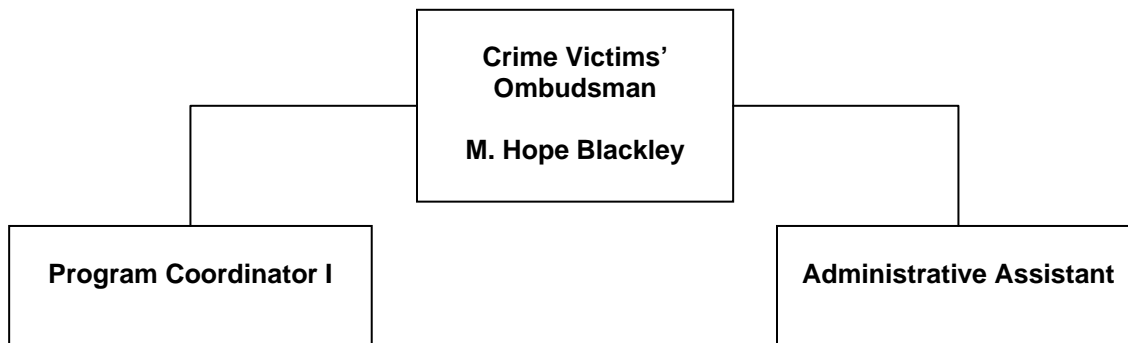 Crime Victims’
Ombudsman
M. Hope Blackley
Program Coordinator I
Administrative Assistant